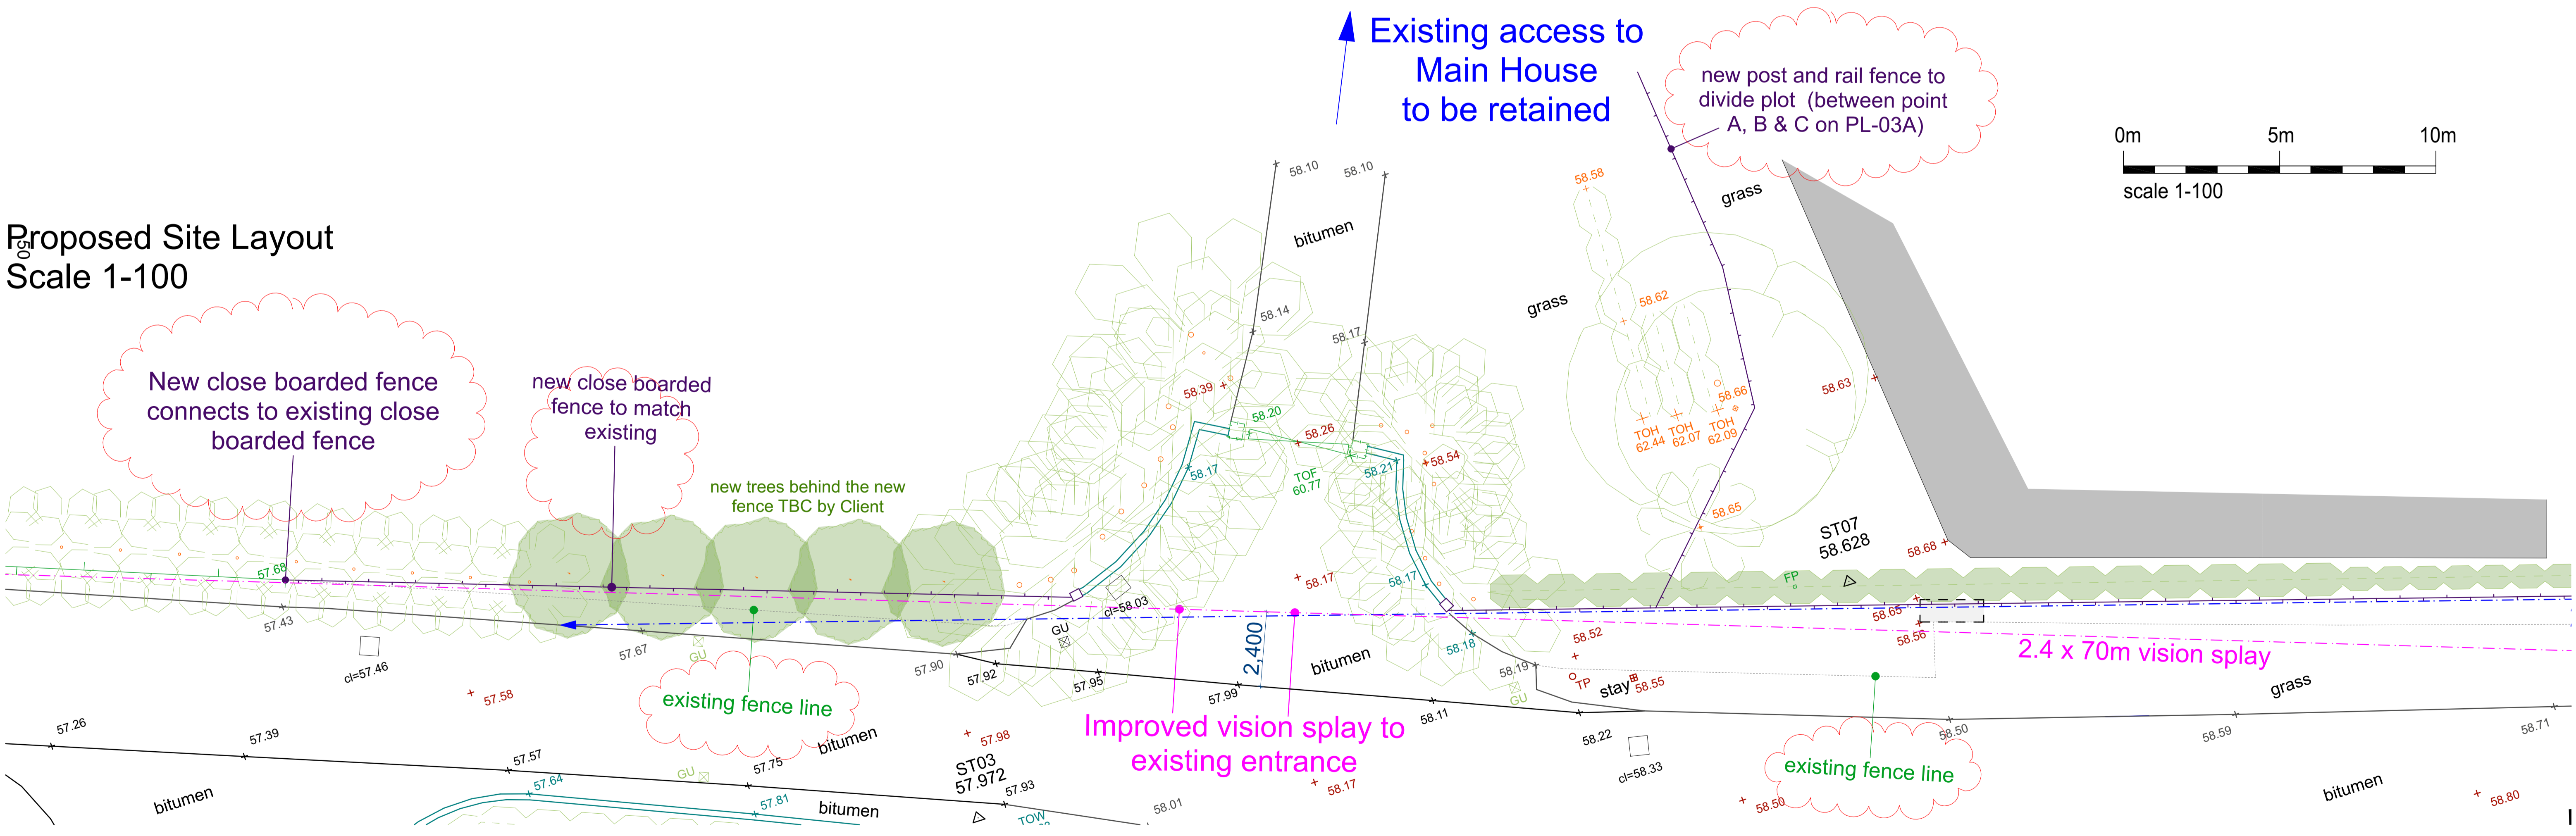 Existing access to
Main House
to be retained
new post and rail fence to
divide plot (between point
A, B & C on PL-03A)
0m 5m 10m
scale 1-100
Proposed Site Layout
Scale 1-100
50
New close boarded fence
connects to existing close
boarded fence
new close boarded
fence to match
existing
new trees behind the new
fence TBC by Client
58.10
58.10
bitumen
58.14
58.17
58.39
58.20
58.26
TOF
60.77
58.17
58.21
58.54
58.58
grass
grass
58.62
58.66
TOH
62.44
TOH
62.07
TOH
62.09
58.63
58.65
ST07
58.628
58.68
FP
58.65
58.56
57.68
57.43
cl=57.46
57.67
GU
57.58
existing fence line
57.90
57.92
GU
cl=58.03
57.95
57.99
2,400
58.17
58.17
bitumen
58.18
58.19
GU
58.11
58.52
TP
stay
58.55
58.22
cl=58.33
2.4 x 70m vision splay
grass
58.50
58.59
58.71
existing fence line
bitumen
58.50
58.80
Improved vision splay to
existing entrance
58.17
58.01
57.26
57.39
57.57
57.64
bitumen
57.75
57.81
GU
bitumen
bitumen
57.98
ST03
57.972
57.93
TOW